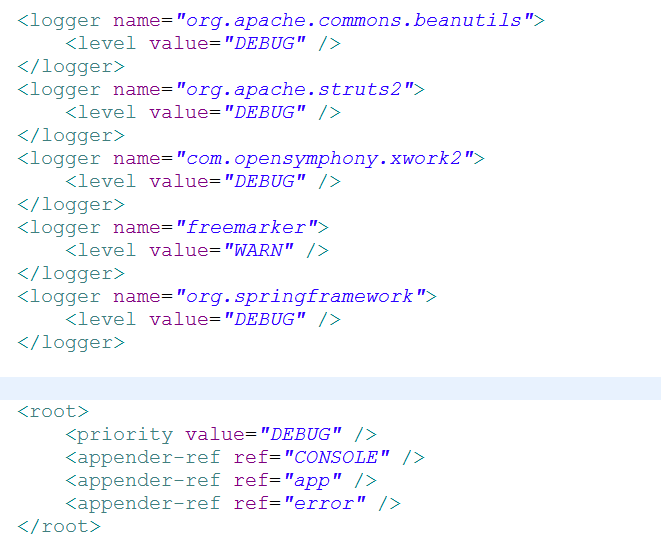 <logger name="org.apache.commons.beanutils">
    <level value="DEBUG" />
</logger>
<logger name="org.apache.struts2">
    <level value="DEBUG" />
</logger>
<logger name="com.opensymphony.xwork2">
    <level value="DEBUG" />
</logger>
<logger name="freemarker">
    <level value="WARN" />
</logger>
<logger name="org.springframework">
    <level value="DEBUG" />
</logger>
<root>
    <priority value="DEBUG" />
    <appender-ref ref="CONSOLE" />
    <appender-ref ref="app" />
    <appender-ref ref="error" />
</root>